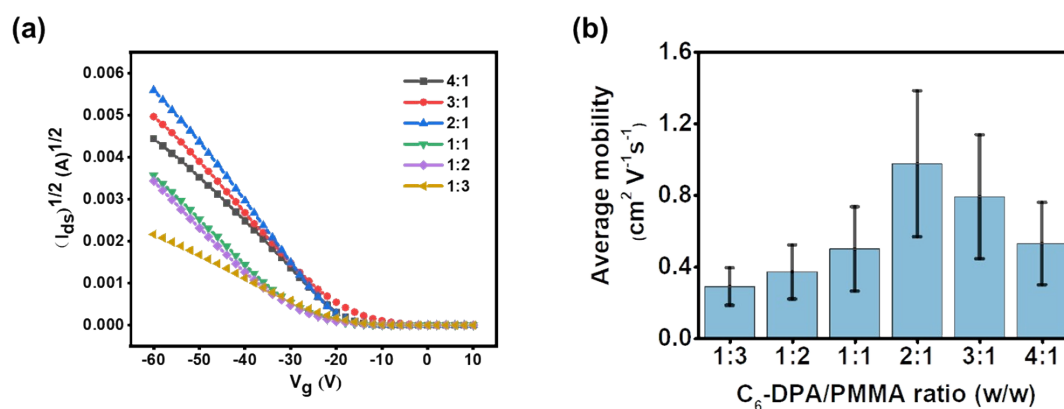 (a)
(I_ds)^1/2 (A)^1/2
0.006
0.005
0.004
0.003
0.002
0.001
0.000
4:1
3:1
2:1
1:1
1:2
1:3
-60 -50 -40 -30 -20 -10 0 10
V_g (V)
(b)
Average mobility
(cm² V⁻¹s⁻¹)
1.6
1.2
0.8
0.4
0.0
1:3 1:2 1:1 2:1 3:1 4:1
C₆-DPA/PMMA ratio (w/w)